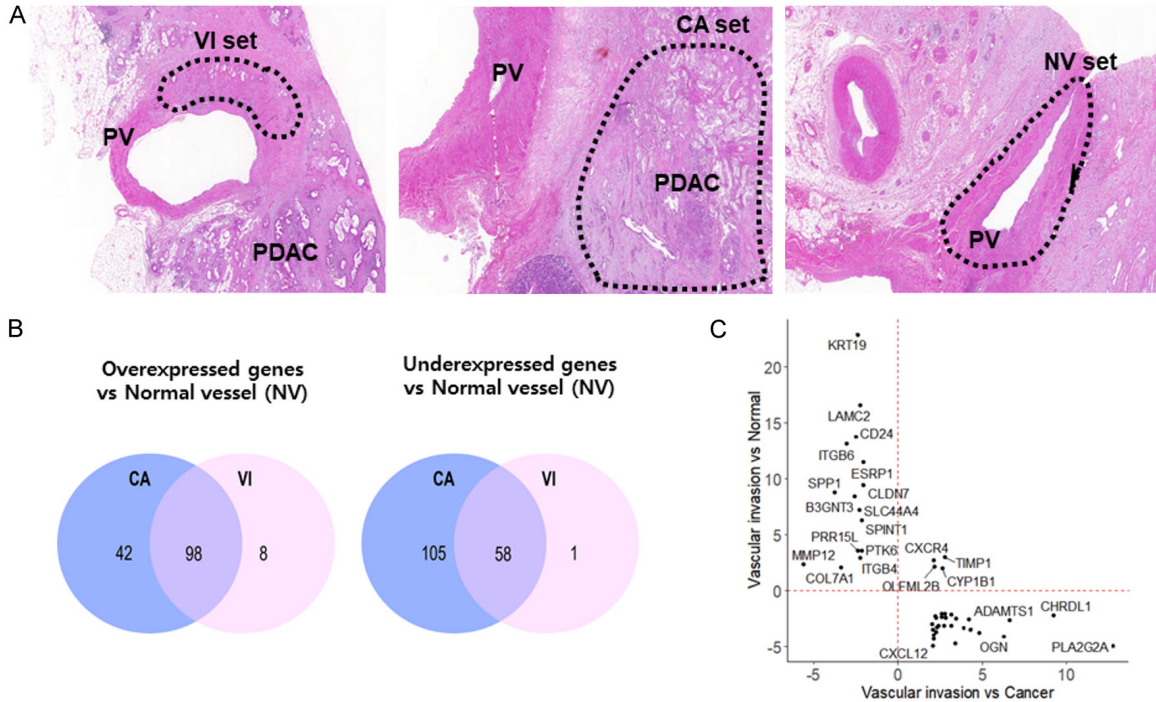 A
VI set
PV
PDAC
CA set
PV
PDAC
NV set
PV
B
Overexpressed genes
vs Normal vessel (NV)
CA
VI
42
98
8
Underexpressed genes
vs Normal vessel (NV)
CA
VI
105
58
1
C
Vascular invasion vs Normal
20
15
10
5
0
-5
KRT19
LAMC2
CD24
ITGB6
ESRP1
SPP1
CLDN7
B3GNT3
SLC44A4
SPINT1
PRR15L
PTK6
CXCR4
MMP12
ITGB4
TIMP1
COL7A1
OLFML2B
CYP1B1
ADAMTS1
CHRDL1
CXCL12
OGN
PLA2G2A
-5
0
5
10
Vascular invasion vs Cancer